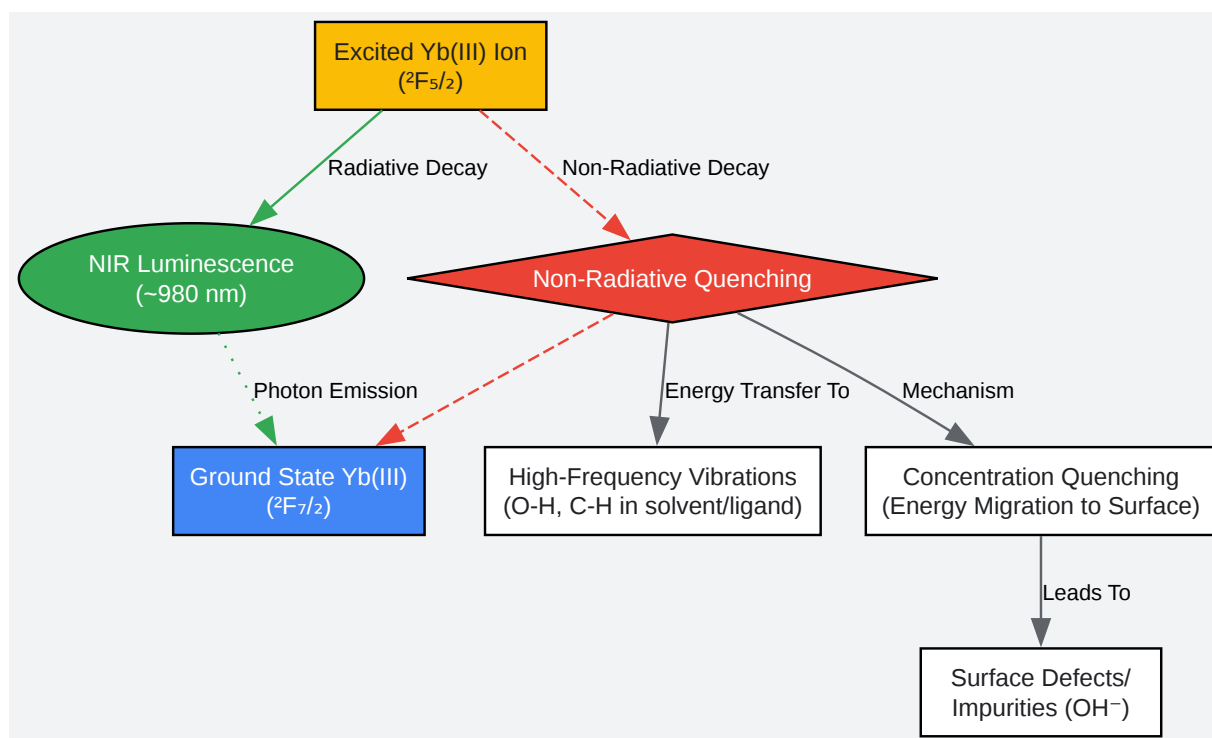 Excited Yb(III) Ion
(²F₅/₂)
Radiative Decay
Non-Radiative Decay
NIR Luminescence
(~980 nm)
Non-Radiative Quenching
Photon Emission
Energy Transfer To
Mechanism
Ground State Yb(III)
(²F₇/₂)
High-Frequency Vibrations
(O-H, C-H in solvent/ligand)
Concentration Quenching
(Energy Migration to Surface)
Leads To
Surface Defects/
Impurities (OH⁻)